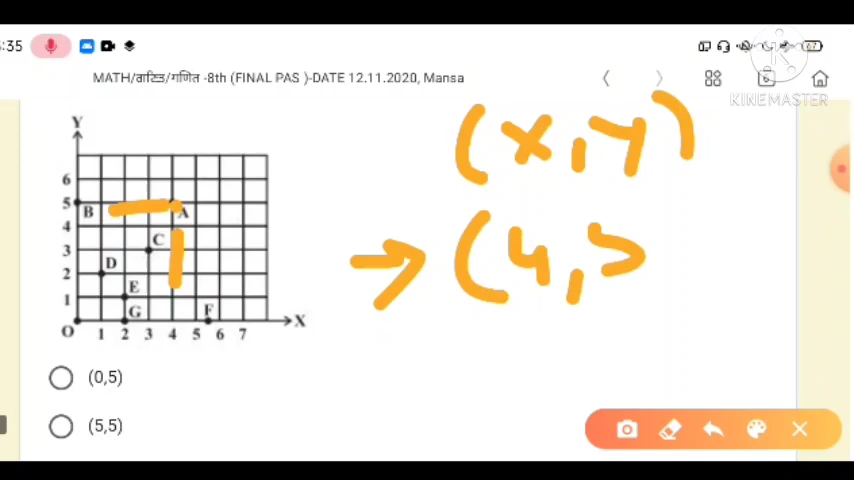 :35
67
MATH/ਗਣਿਤ/गणित -8th (FINAL PAS )-DATE 12.11.2020, Mansa
KINEMASTER
Y
(x,y)
6
5 B A
4
3 C
2 D
1 E
O G F X
1 2 3 4 5 6 7
→ (4,5
(0,5)
(5,5)